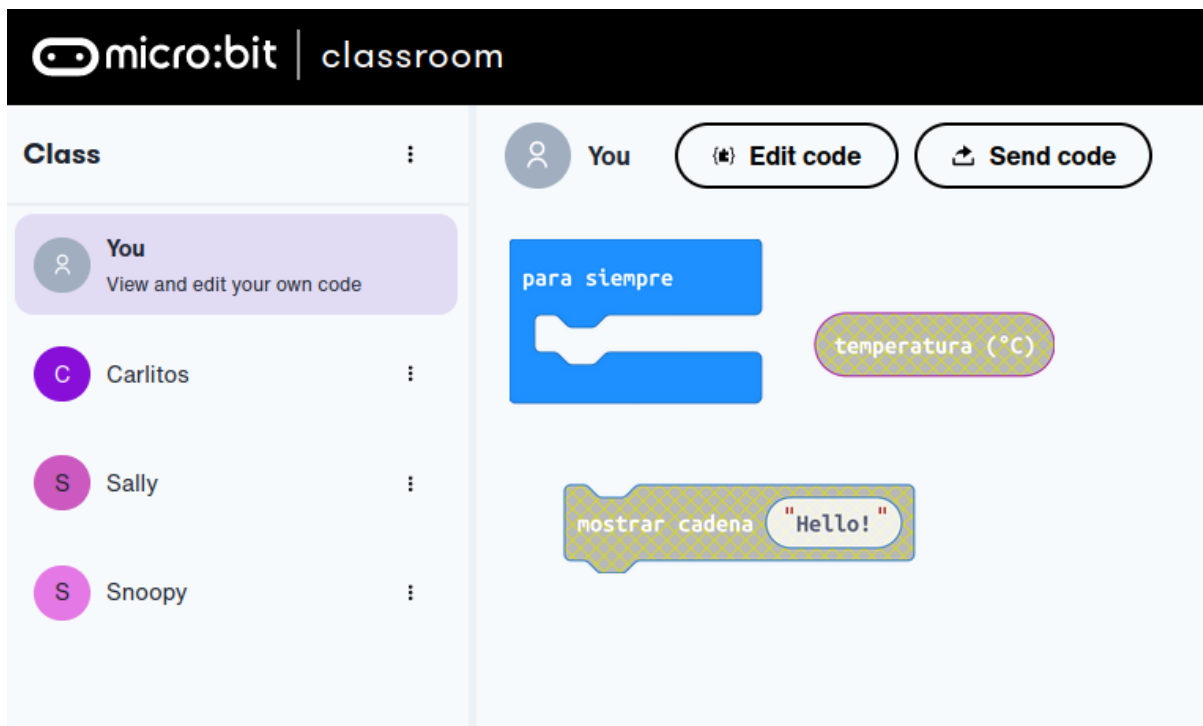 micro:bit | classroom
Class
You
View and edit your own code
C Carlitos
S Sally
S Snoopy
You Edit code Send code
para siempre
temperatura (°C)
mostrar cadena "Hello!"